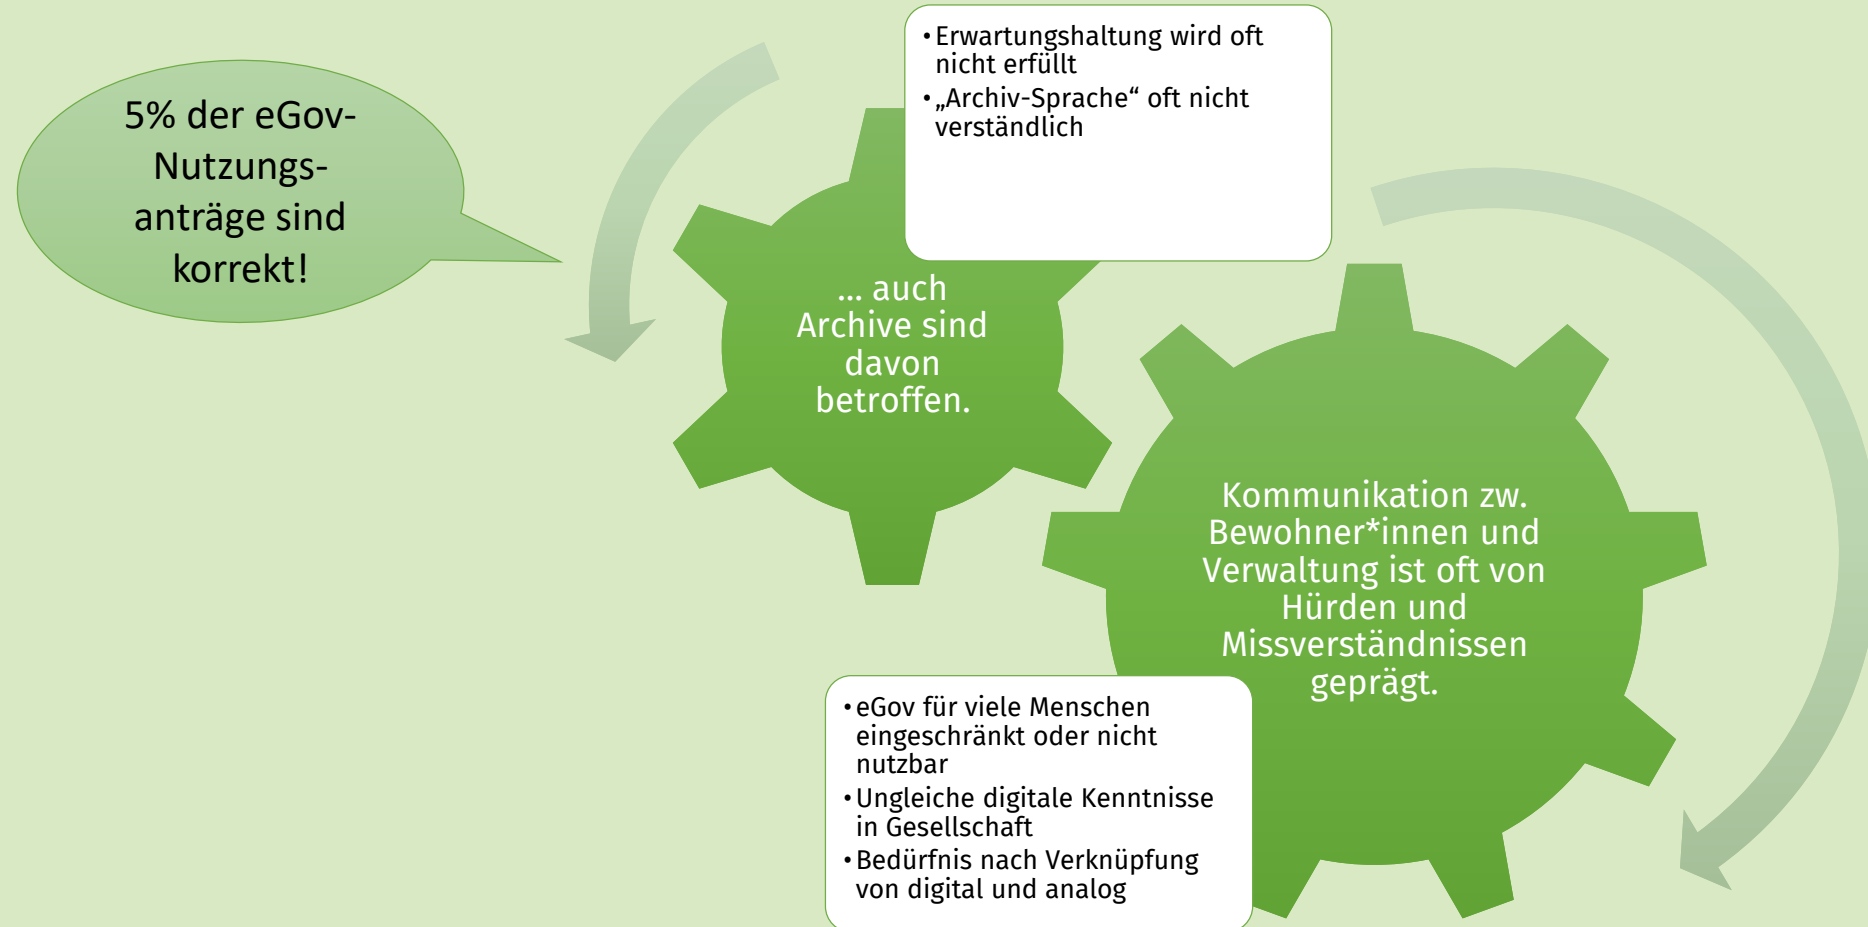 5% der eGov-
Nutzungs-
anträge sind
korrekt!
• Erwartungshaltung wird oft
nicht erfüllt
• „Archiv-Sprache“ oft nicht
verständlich
... auch
Archive sind
davon
betroffen.
Kommunikation zw.
Bewohner*innen und
Verwaltung ist oft von
Hürden und
Missverständnissen
geprägt.
• eGov für viele Menschen
eingeschränkt oder nicht
nutzbar
• Ungleiche digitale Kenntnisse
in Gesellschaft
• Bedürfnis nach Verknüpfung
von digital und analog